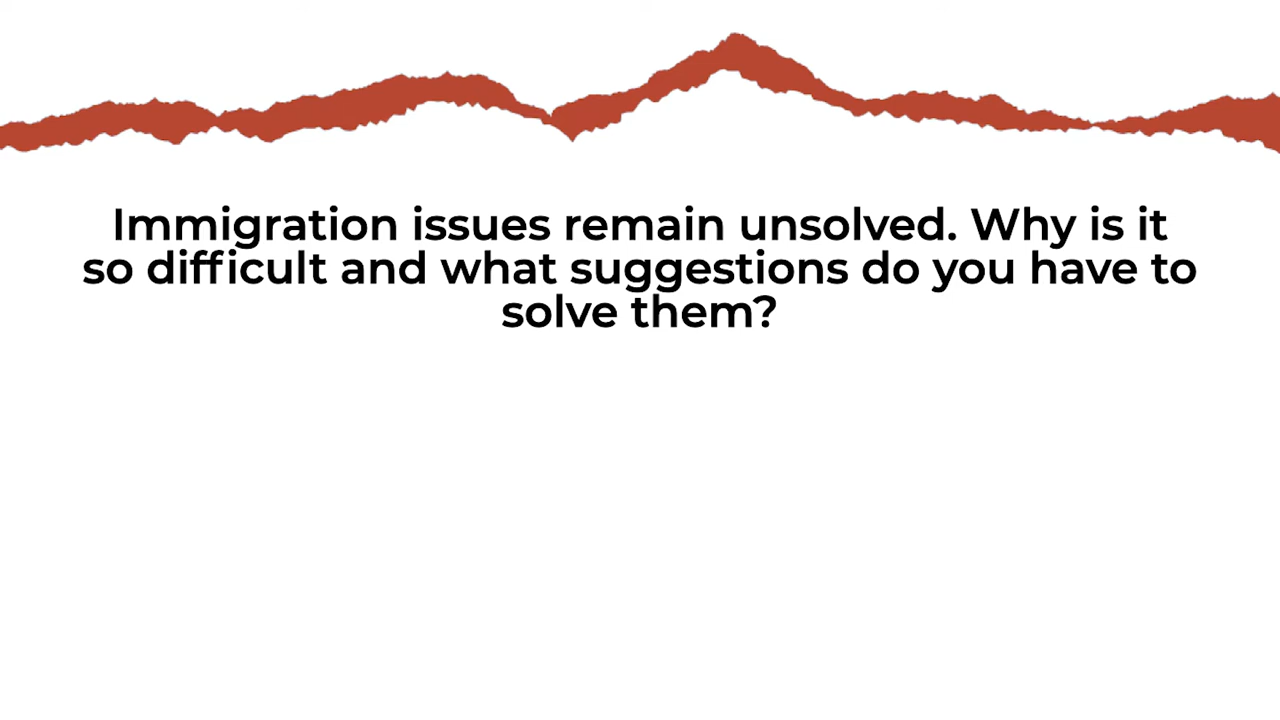 Immigration issues remain unsolved. Why is it
so difficult and what suggestions do you have to
solve them?